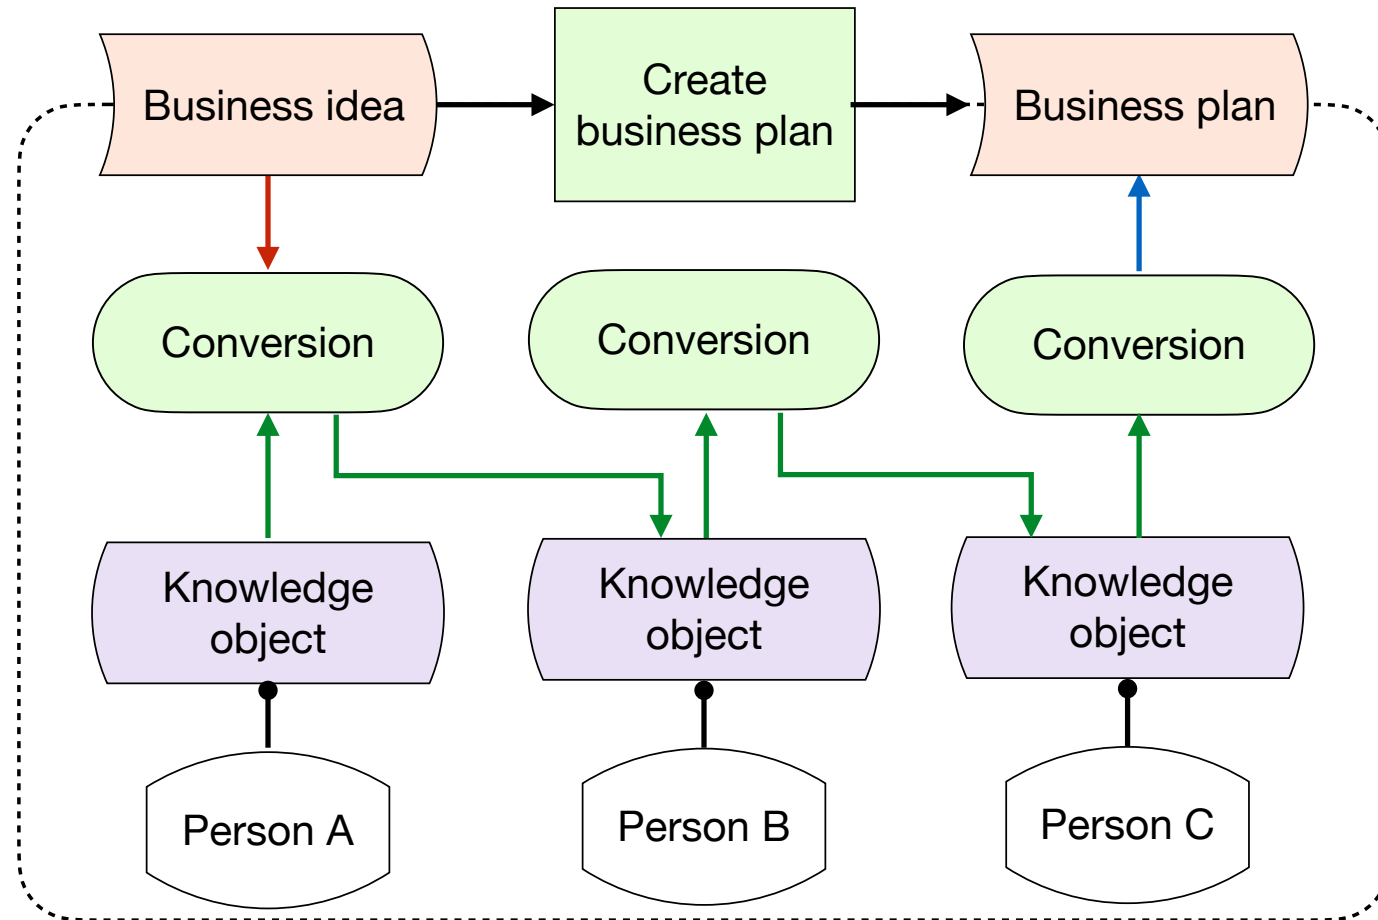 Business idea
Create
business plan
Business plan
Conversion
Conversion
Conversion
Knowledge
object
Knowledge
object
Knowledge
object
Person A
Person B
Person C